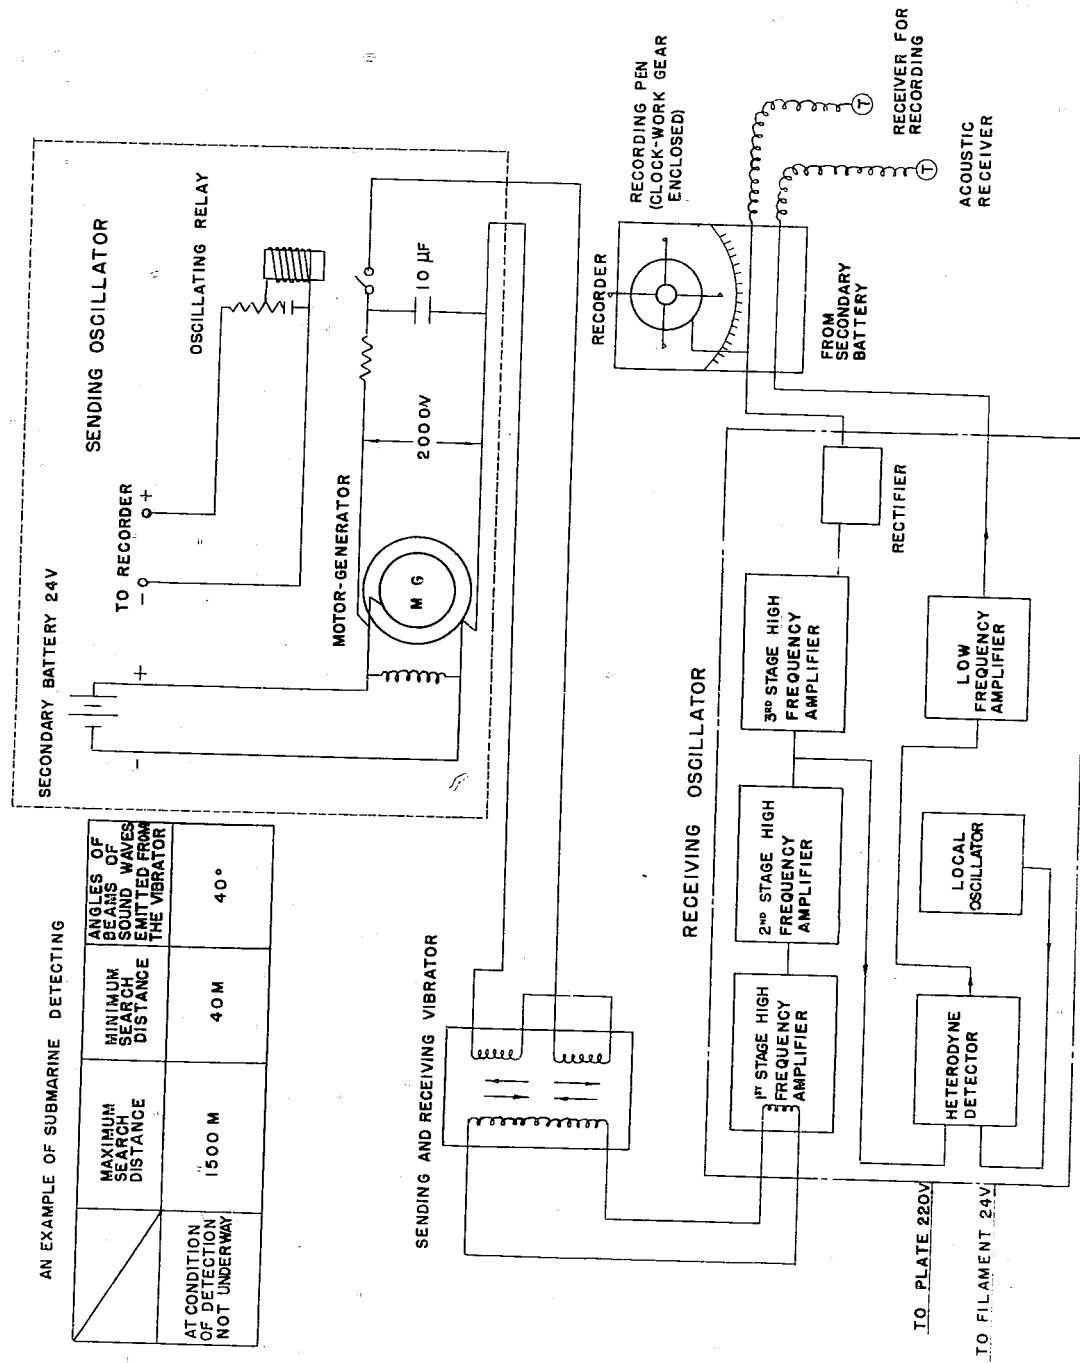 AN EXAMPLE OF SUBMARINE DETECTING
MAXIMUM
SEARCH
DISTANCE
MINIMUM
SEARCH
DISTANCE
ANGLES OF
BEAMS OF
SOUND WAVES
EMITTED FROM
THE VIBRATOR
AT CONDITION
OF DETECTION
NOT UNDERWAY
1500 M
40 M
40°
SECONDARY BATTERY 24V
-
+
TO RECORDER
-
+
SENDING OSCILLATOR
OSCILLATING RELAY
MOTOR-GENERATOR
M G
2000V
10 µF
SENDING AND RECEIVING VIBRATOR
RECORDER
RECORDING PEN
(CLOCK-WORK GEAR
ENCLOSED)
FROM
SECONDARY
BATTERY
T
RECEIVER FOR
RECORDING
T
ACOUSTIC
RECEIVER
RECEIVING OSCILLATOR
1ST STAGE HIGH
FREQUENCY
AMPLIFIER
2ND STAGE HIGH
FREQUENCY
AMPLIFIER
3RD STAGE HIGH
FREQUENCY
AMPLIFIER
RECTIFIER
HETERODYNE
DETECTOR
LOCAL
OSCILLATOR
LOW
FREQUENCY
AMPLIFIER
TO PLATE 220V
TO FILAMENT 24V